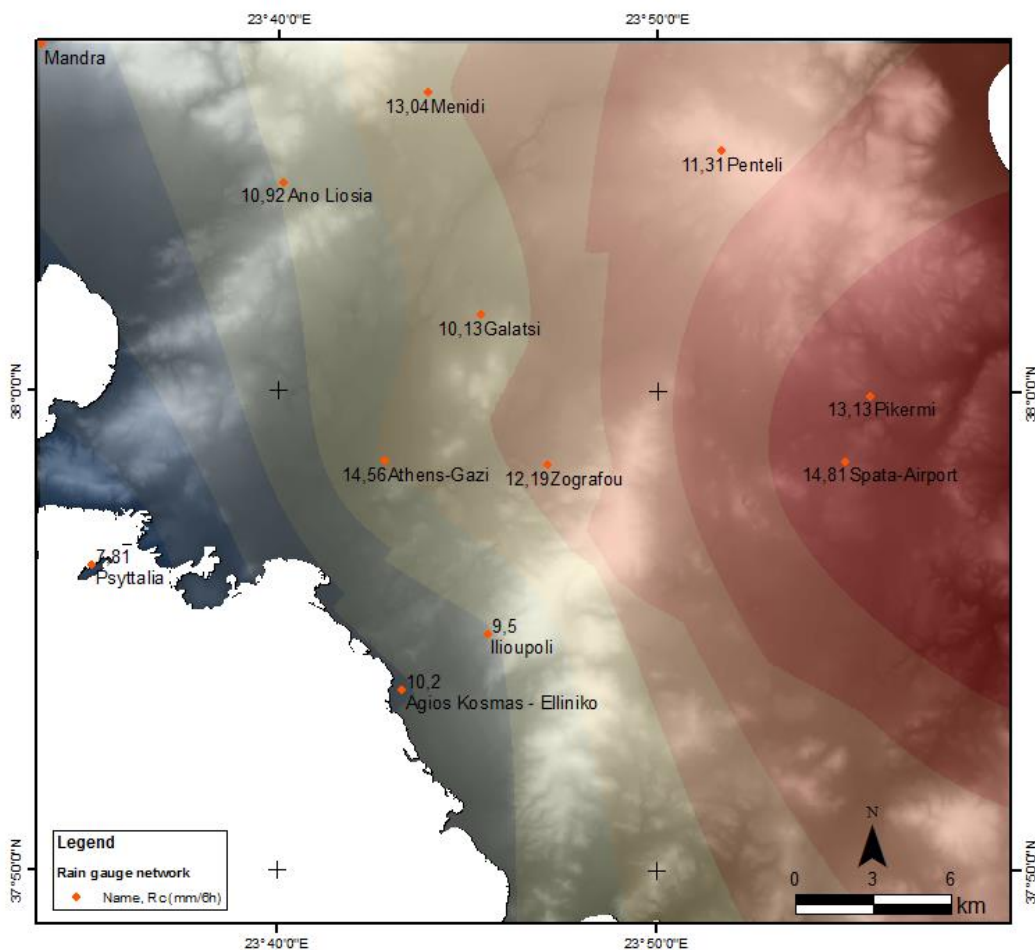 23°40'0"E
23°50'0"E
Mandra
13,04 Menidi
11,31 Penteli
10,92 Ano Liosia
10,13 Galatsi
38°0'0"N
38°0'0"N
13,13 Pikermi
14,56 Athens-Gazi
12,19 Zografou
14,81 Spata-Airport
7,81
Psyttalia
9,5
Ilioupoli
10,2
Agios Kosmas - Elliniko
N
Legend
Rain gauge network
Name, Rc (mm/6h)
0 3 6
km
37°50'0"N
37°50'0"N
23°40'0"E
23°50'0"E